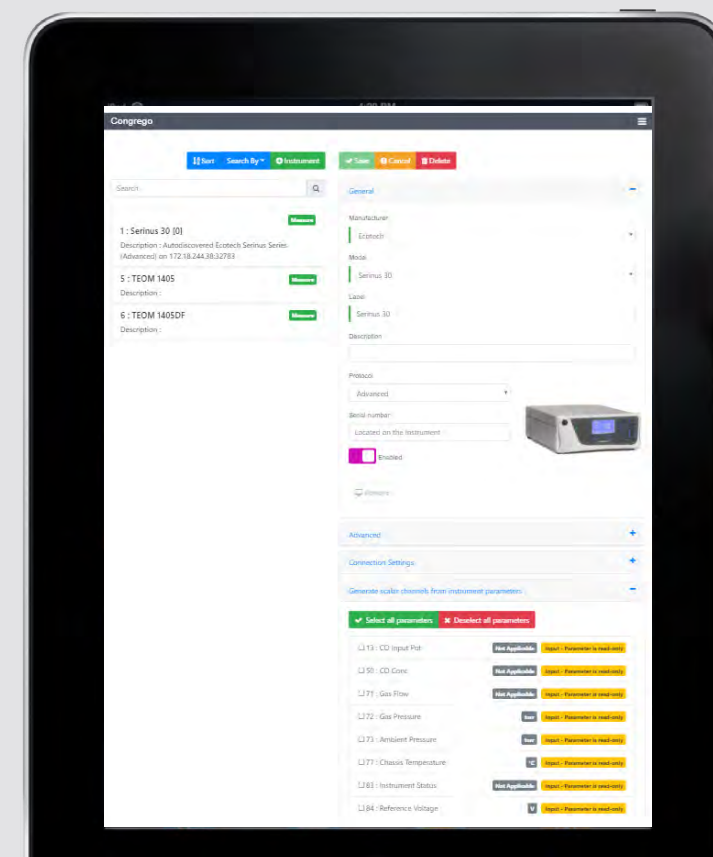 Congrego
Sort Search By Instrument
Save Cancel Delete
Search
Measure
1 : Serinus 30 {0}
Description : Autodiscovered Ecotech Serinus Series
(Advanced) on 172.18.244.30:32783
5 : TEOM 1405 Measure
Description :
6 : TEOM 1405DF Measure
Description :
General
Manufacturer
Ecotech
Model
Serinus 30
Label
Serinus 30
Description
Protocol
Advanced
Serial number
Located on the instrument
Enabled
Remote
Advanced
Connection Settings
Generate scalar channels from instrument parameters
Select all parameters Deselect all parameters
13 : CO Input Pot Not Applicable Input - Parameter is read-only
50 : CO Conc Not Applicable Input - Parameter is read-only
71 : Gas Flow Not Applicable Input - Parameter is read-only
72 : Gas Pressure torr Input - Parameter is read-only
73 : Ambient Pressure torr Input - Parameter is read-only
77 : Chassis Temperature °C Input - Parameter is read-only
83 : Instrument Status Not Applicable Input - Parameter is read-only
84 : Reference Voltage V Input - Parameter is read-only